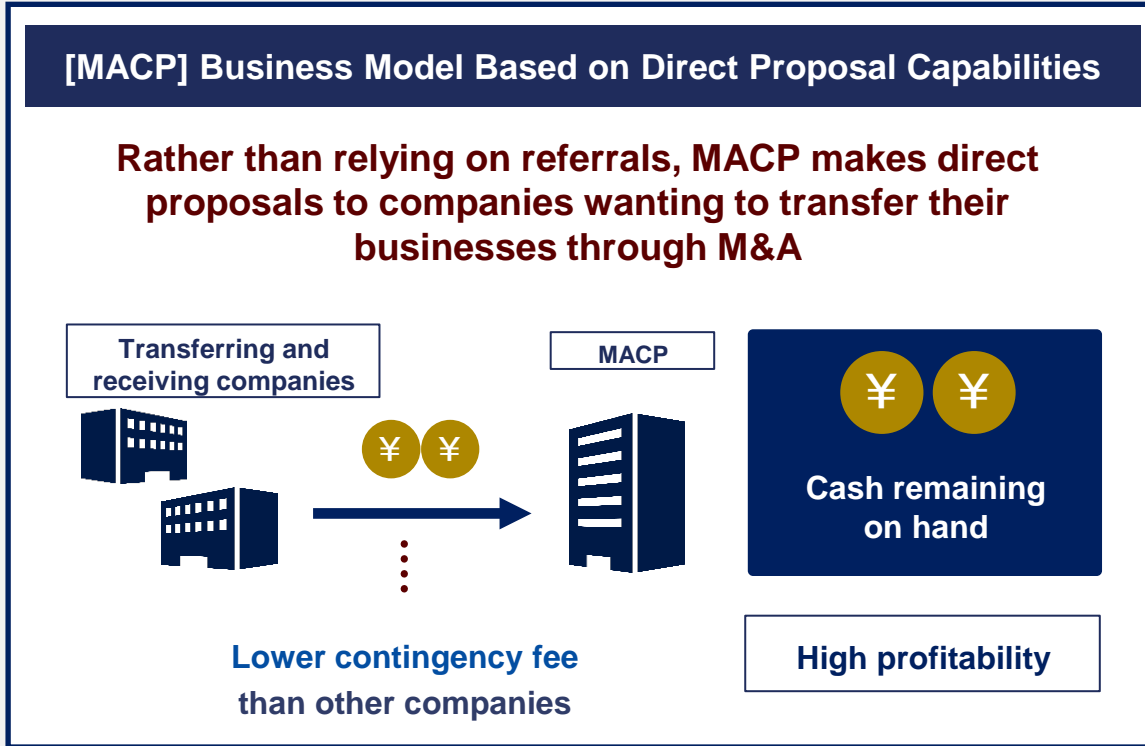 [MACP] Business Model Based on Direct Proposal Capabilities
Rather than relying on referrals, MACP makes direct
proposals to companies wanting to transfer their
businesses through M&A
Transferring and
receiving companies
MACP
¥ ¥
¥ ¥
Cash remaining
on hand
Lower contingency fee
than other companies
High profitability